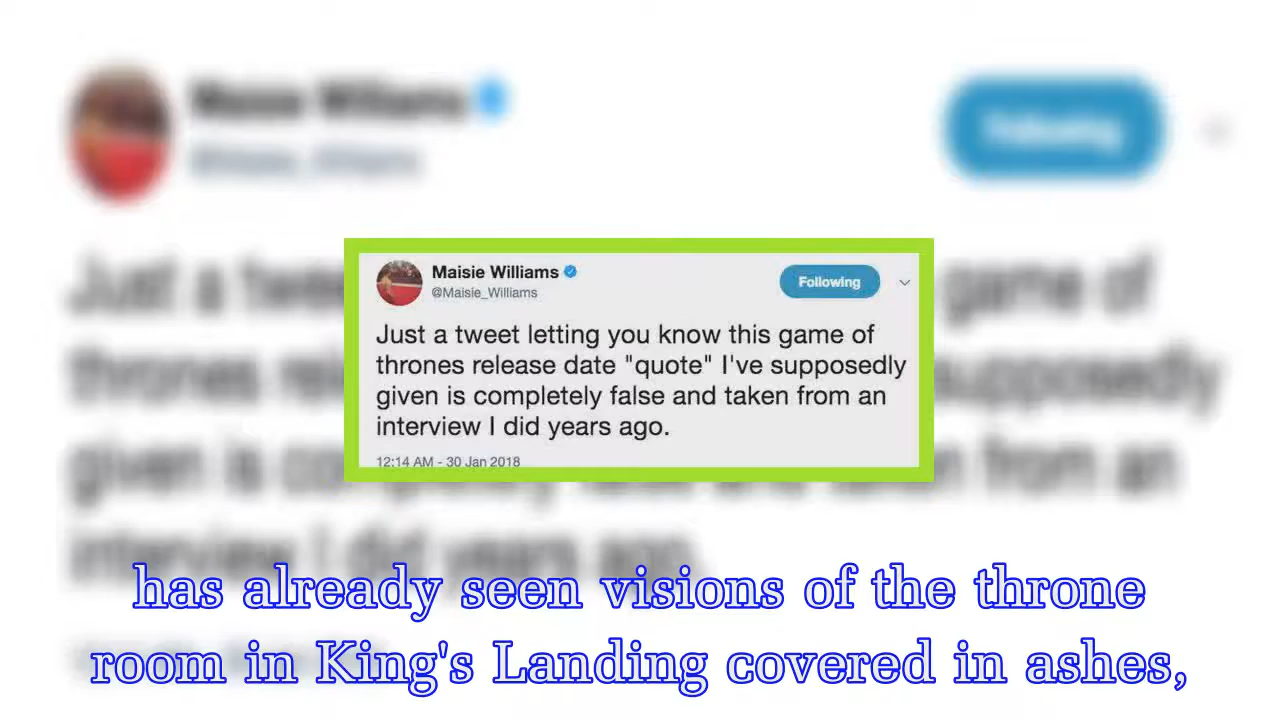 Maisie Williams
@Maisie_Williams
Following
Just a tweet letting you know this game of
thrones release date "quote" I've supposedly
given is completely false and taken from an
interview I did years ago.
12:14 AM - 30 Jan 2018
has already seen visions of the throne
room in King's Landing covered in ashes,